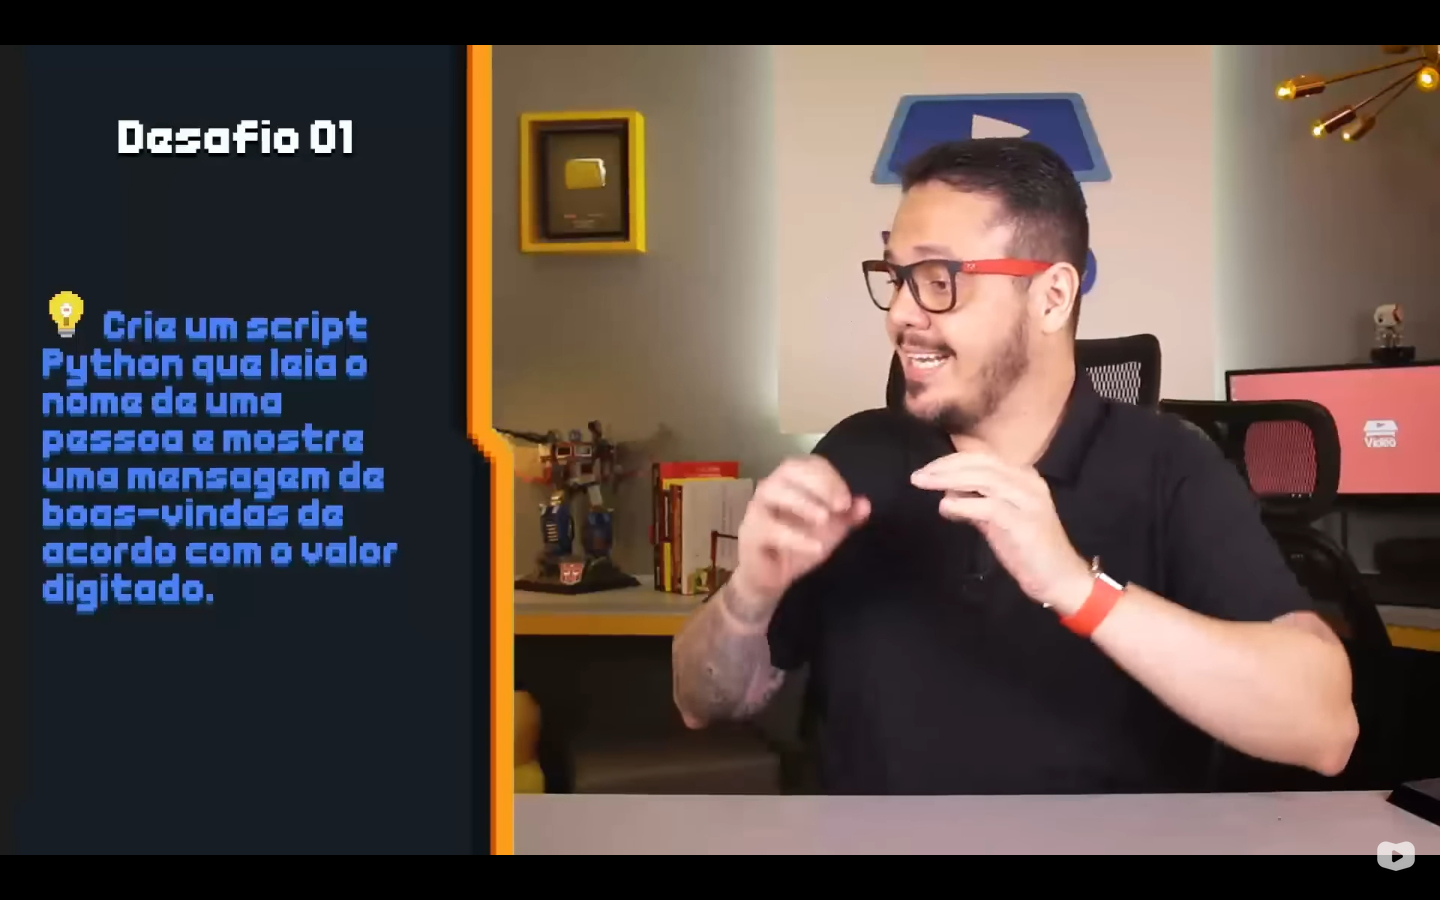 Desafio 01
Crie um script
Python que leia o
nome de uma
pessoa e mostre
uma mensagem de
boas-vindas de
acordo com o valor
digitado.
Vídeo